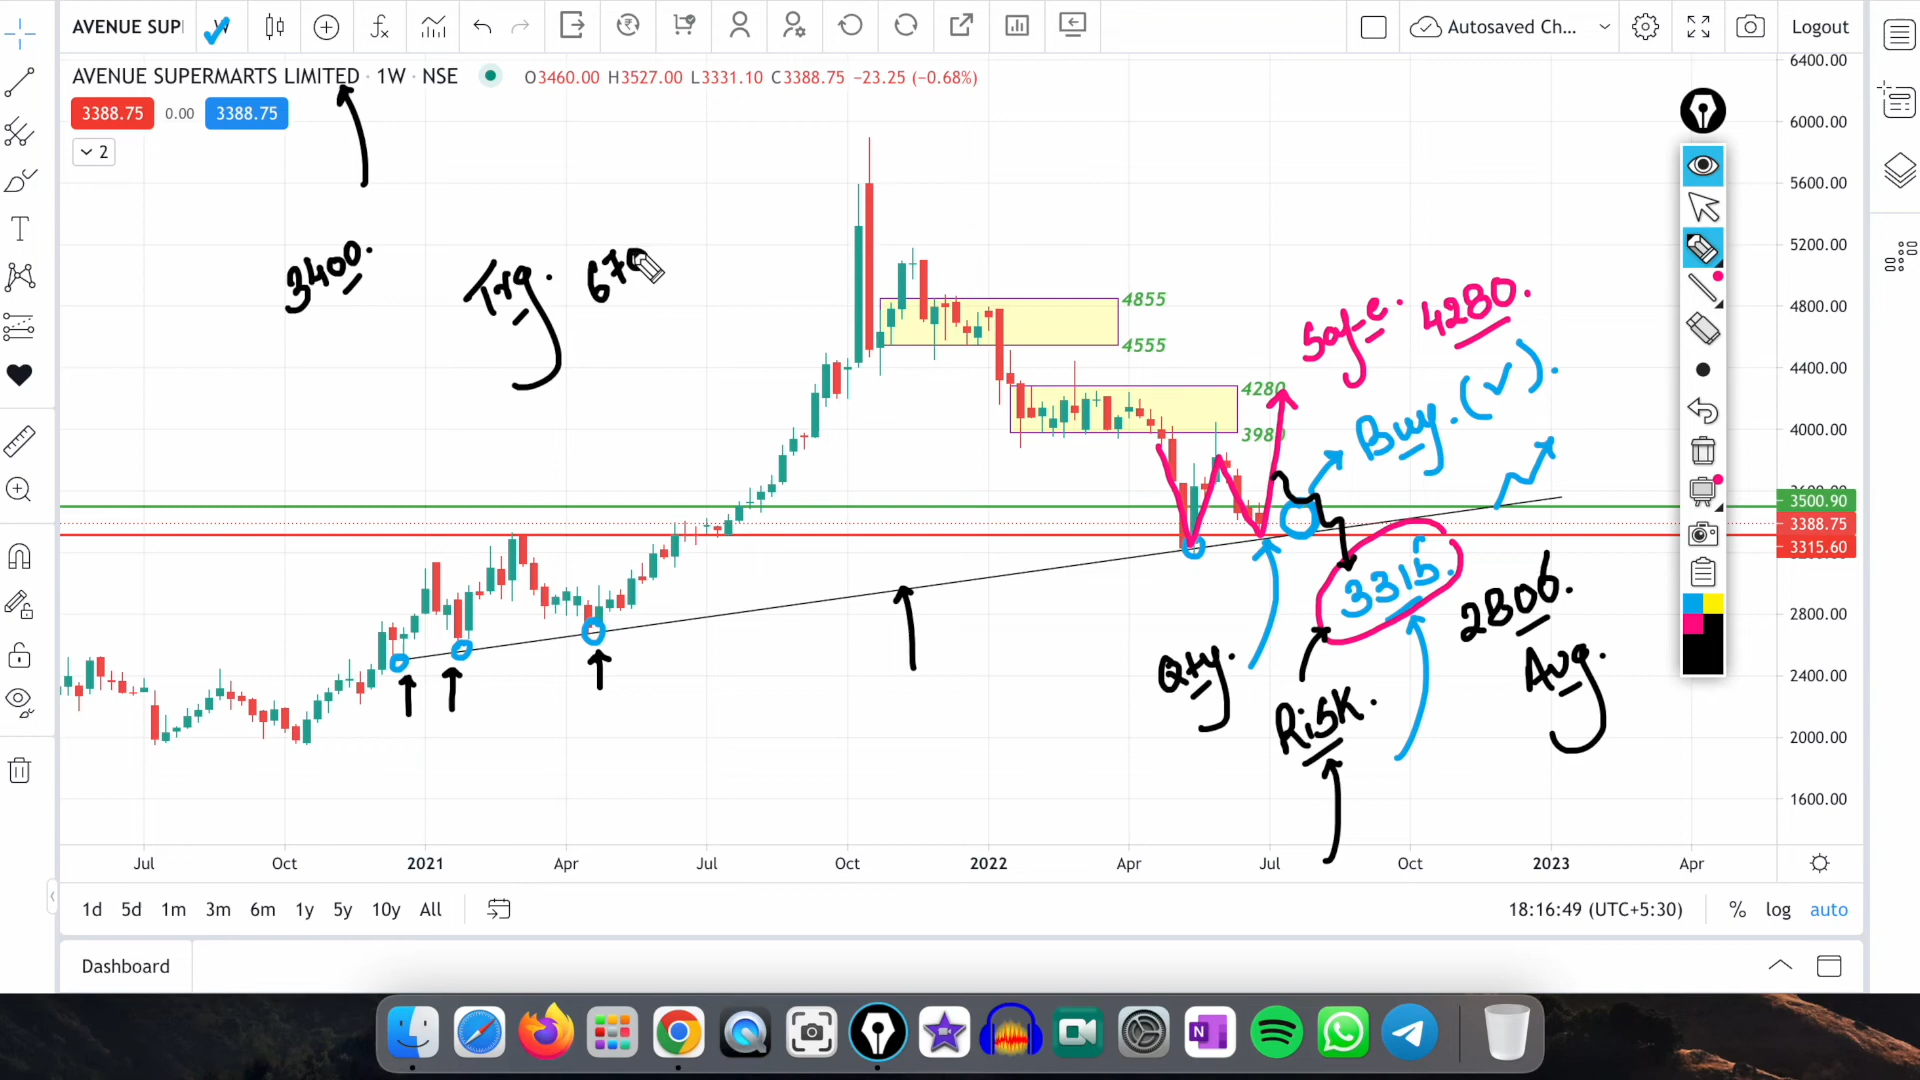 AVENUE SUP
W
Autosaved Ch...
Logout
AVENUE SUPERMARTS LIMITED · 1W · NSE
O3460.00 H3527.00 L3331.10 C3388.75 −23.25 (−0.68%)
3388.75 0.00 3388.75
2
3400.
Trg.
4855
4555
4280
3980
Safe. 4280.
Buy. (✓).
3315.
2800.
Avg.
Qty.
Risk.
6400.00
6000.00
5600.00
5200.00
4800.00
4400.00
4000.00
3500.90
3388.75
3315.60
2800.00
2400.00
2000.00
1600.00
Jul Oct 2021 Apr Jul Oct 2022 Apr Jul Oct 2023 Apr
1d 5d 1m 3m 6m 1y 5y 10y All
18:16:49 (UTC+5:30) % log auto
Dashboard